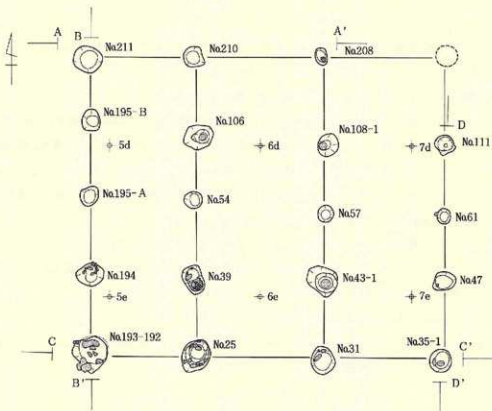 A
B
A'
No.211
No.210
No.208
No.195-B
No.106
No.108-1
D
No.111
5d
6d
7d
No.195-A
No.54
No.57
No.61
No.194
No.39
No.43-1
No.47
5e
6e
7e
C
No.193-192
No.25
No.31
No.35-1
C'
B'
D'